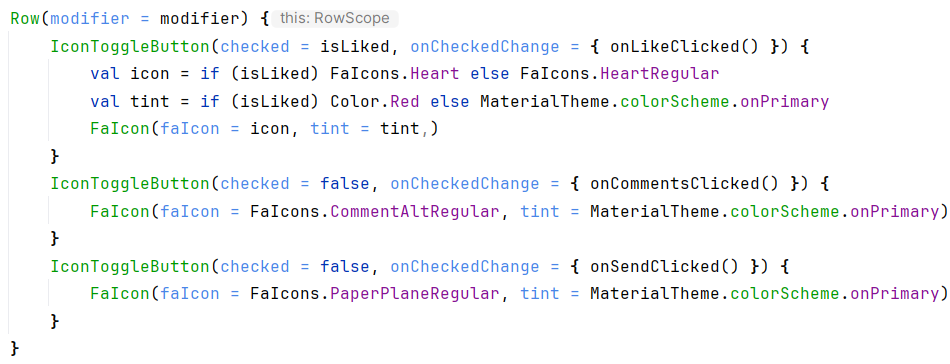 Row(modifier = modifier) { this: RowScope
    IconToggleButton(checked = isLiked, onCheckedChange = { onLikeClicked() }) {
        val icon = if (isLiked) FaIcons.Heart else FaIcons.HeartRegular
        val tint = if (isLiked) Color.Red else MaterialTheme.colorScheme.onPrimary
        FaIcon(faIcon = icon, tint = tint,)
    }
    IconToggleButton(checked = false, onCheckedChange = { onCommentsClicked() }) {
        FaIcon(faIcon = FaIcons.CommentAltRegular, tint = MaterialTheme.colorScheme.onPrimary)
    }
    IconToggleButton(checked = false, onCheckedChange = { onSendClicked() }) {
        FaIcon(faIcon = FaIcons.PaperPlaneRegular, tint = MaterialTheme.colorScheme.onPrimary)
    }
}